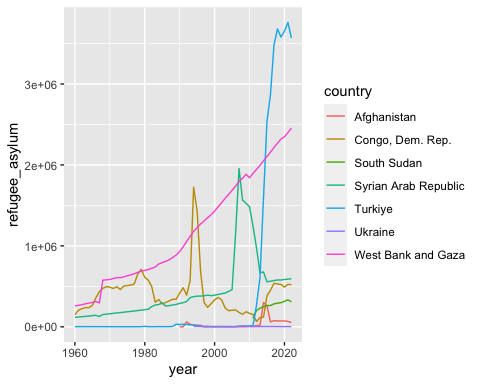 refugee_asylum
3e+06
2e+06
1e+06
0e+00
1960
1980
2000
2020
year
country
Afghanistan
Congo, Dem. Rep.
South Sudan
Syrian Arab Republic
Turkiye
Ukraine
West Bank and Gaza